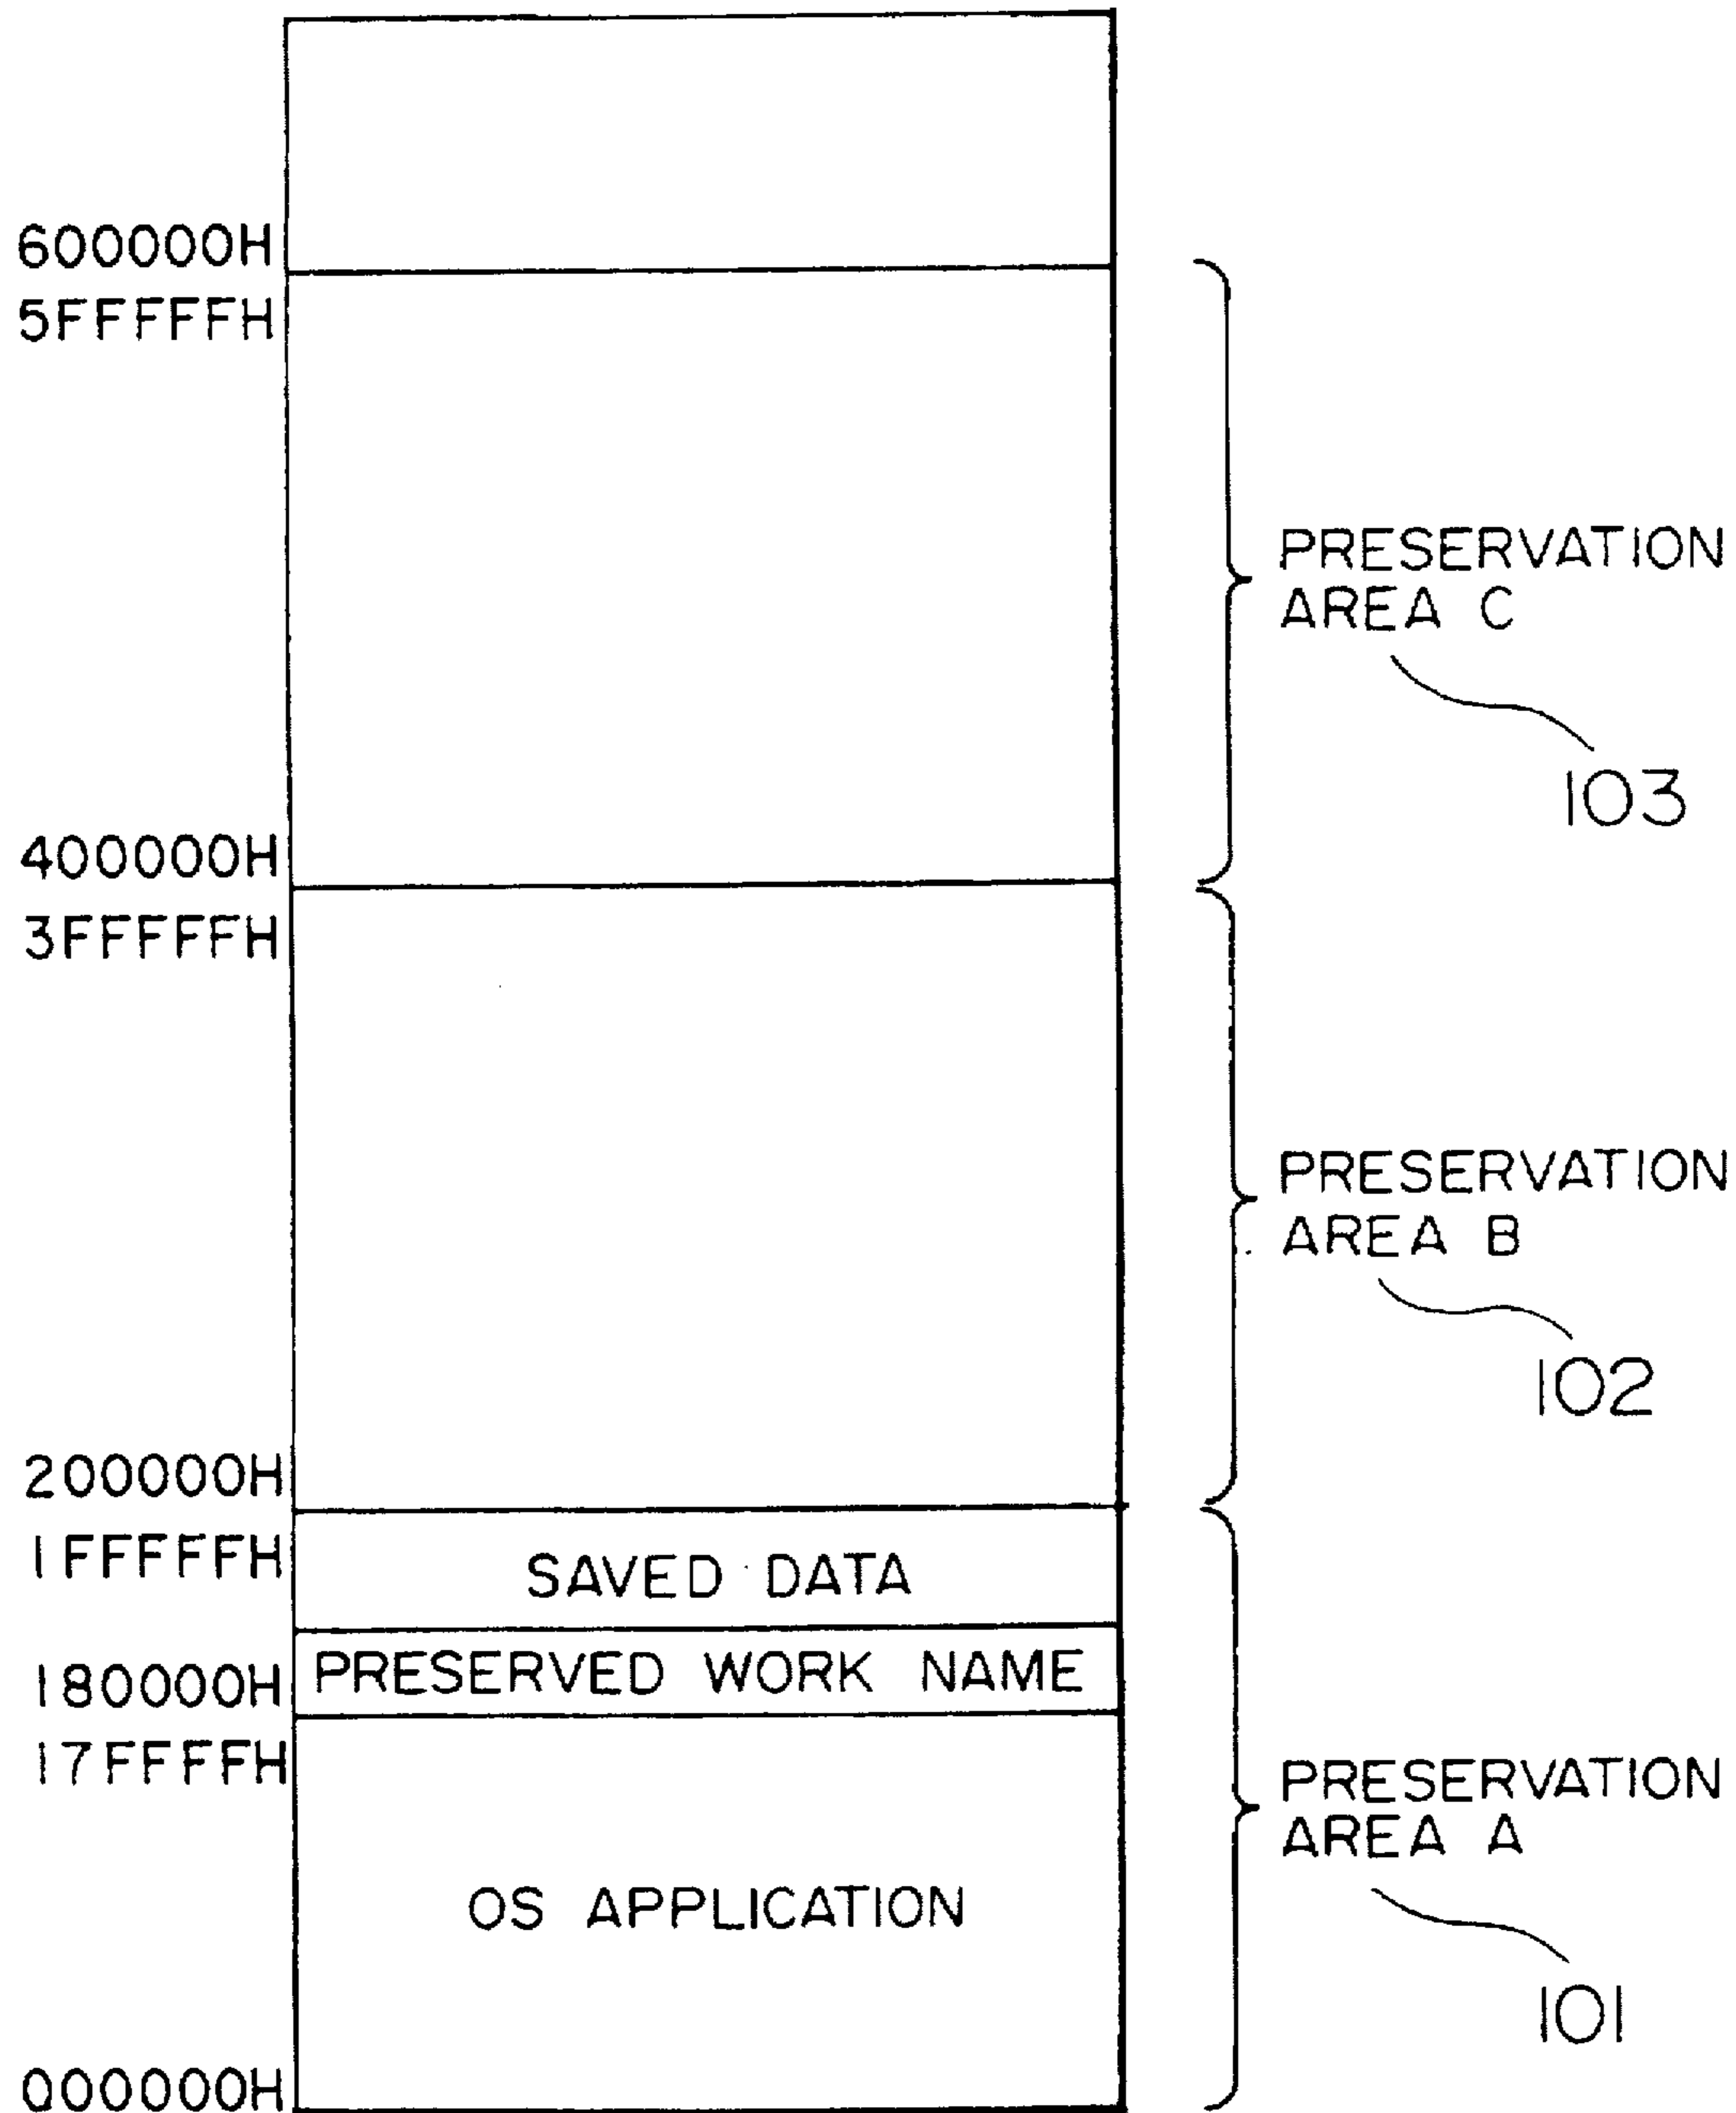 600000H
5FFFFFH
PRESERVATION
AREA C
103
400000H
3FFFFFH
PRESERVATION
AREA B
102
200000H
1FFFFFH
SAVED DATA
180000H
PRESERVED WORK NAME
17FFFFH
PRESERVATION
AREA A
OS APPLICATION
101
000000H